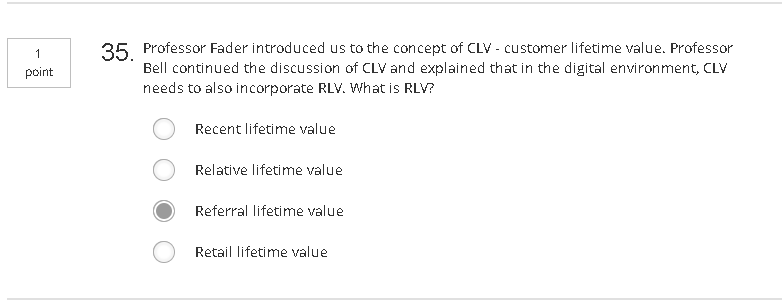 1
point
35. Professor Fader introduced us to the concept of CLV - customer lifetime value. Professor
Bell continued the discussion of CLV and explained that in the digital environment, CLV
needs to also incorporate RLV. What is RLV?
Recent lifetime value
Relative lifetime value
Referral lifetime value
Retail lifetime value